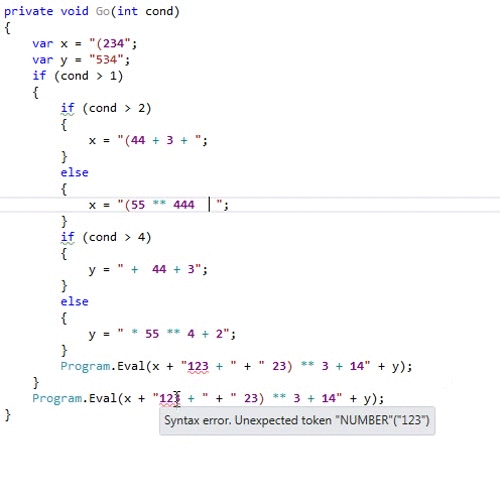 private void Go(int cond)
{
    var x = "(234";
    var y = "534";
    if (cond > 1)
    {
        if (cond > 2)
        {
            x = "(44 + 3 + ";
        }
        else
        {
            x = "(55 ** 444  ";
        }
        if (cond > 4)
        {
            y = " +  44 + 3";
        }
        else
        {
            y = " * 55 ** 4 + 2";
        }
        Program.Eval(x + "123 + " + " 23) ** 3 + 14" + y);
    }
    Program.Eval(x + "123 + " + " 23) ** 3 + 14" + y);
}
Syntax error. Unexpected token "NUMBER"("123")